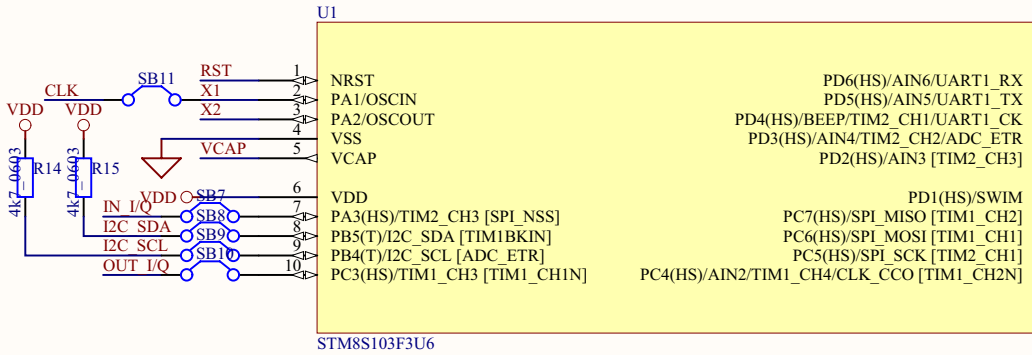 U1
RST
1
NRST
PD6(HS)/AIN6/UART1_RX
CLK
SB11
X1
2
PA1/OSCIN
PD5(HS)/AIN5/UART1_TX
VDD
VDD
X2
3
PA2/OSCOUT
PD4(HS)/BEEP/TIM2_CH1/UART1_CK
4
VSS
PD3(HS)/AIN4/TIM2_CH2/ADC_ETR
VCAP
5
VCAP
PD2(HS)/AIN3 [TIM2_CH3]
4k7_0603
R14
4k7_0603
R15
VDD
SB7
6
VDD
PD1(HS)/SWIM
IN_I/Q
SB8
7
PA3(HS)/TIM2_CH3 [SPI_NSS]
PC7(HS)/SPI_MISO [TIM1_CH2]
I2C_SDA
SB9
8
PB5(T)/I2C_SDA [TIM1BKIN]
PC6(HS)/SPI_MOSI [TIM1_CH1]
I2C_SCL
SB10
9
PB4(T)/I2C_SCL [ADC_ETR]
PC5(HS)/SPI_SCK [TIM2_CH1]
OUT_I/Q
10
PC3(HS)/TIM1_CH3 [TIM1_CH1N]
PC4(HS)/AIN2/TIM1_CH4/CLK_CCO [TIM1_CH2N]
STM8S103F3U6